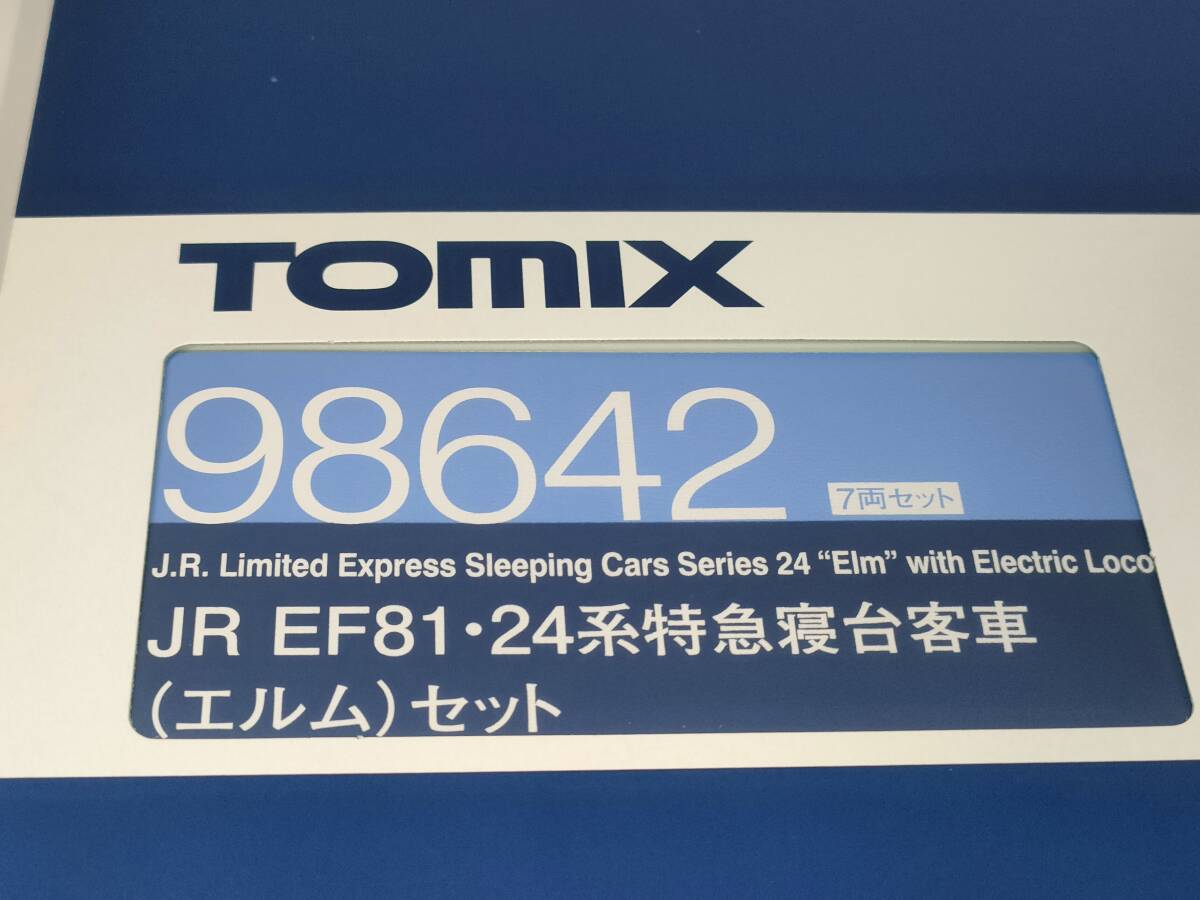 TOMIX
98642 7両セット
J.R. Limited Express Sleeping Cars Series 24 “Elm” with Electric Loco
JR EF81・24系特急寝台客車
(エルム)セット